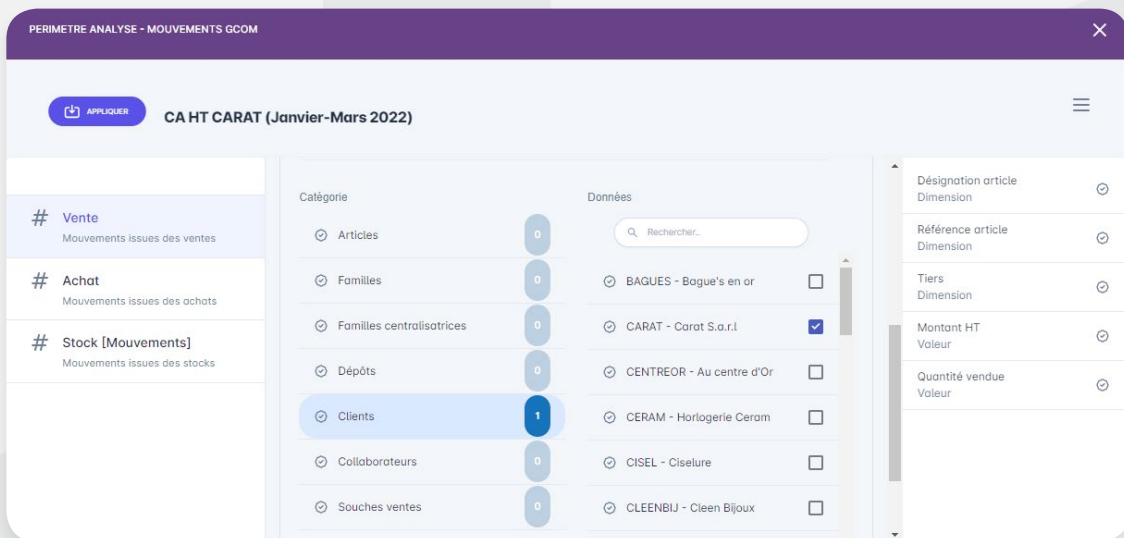 PERIMETRE ANALYSE - MOUVEMENTS GCOM
APPLIQUER
CA HT CARAT (Janvier-Mars 2022)
# Vente
Mouvements issues des ventes
# Achat
Mouvements issues des achats
# Stock [Mouvements]
Mouvements issues des stocks
Catégorie
Articles 0
Familles 0
Familles centralisatrices 0
Dépôts 0
Clients 1
Collaborateurs 0
Souches ventes 0
Données
Rechercher..
BAGUES - Bague's en or
CARAT - Carat S.a.r.l
CENTREOR - Au centre d'Or
CERAM - Horlogerie Ceram
CISEL - Ciselure
CLEENBIJ - Cleen Bijoux
Désignation article
Dimension
Référence article
Dimension
Tiers
Dimension
Montant HT
Valeur
Quantité vendue
Valeur